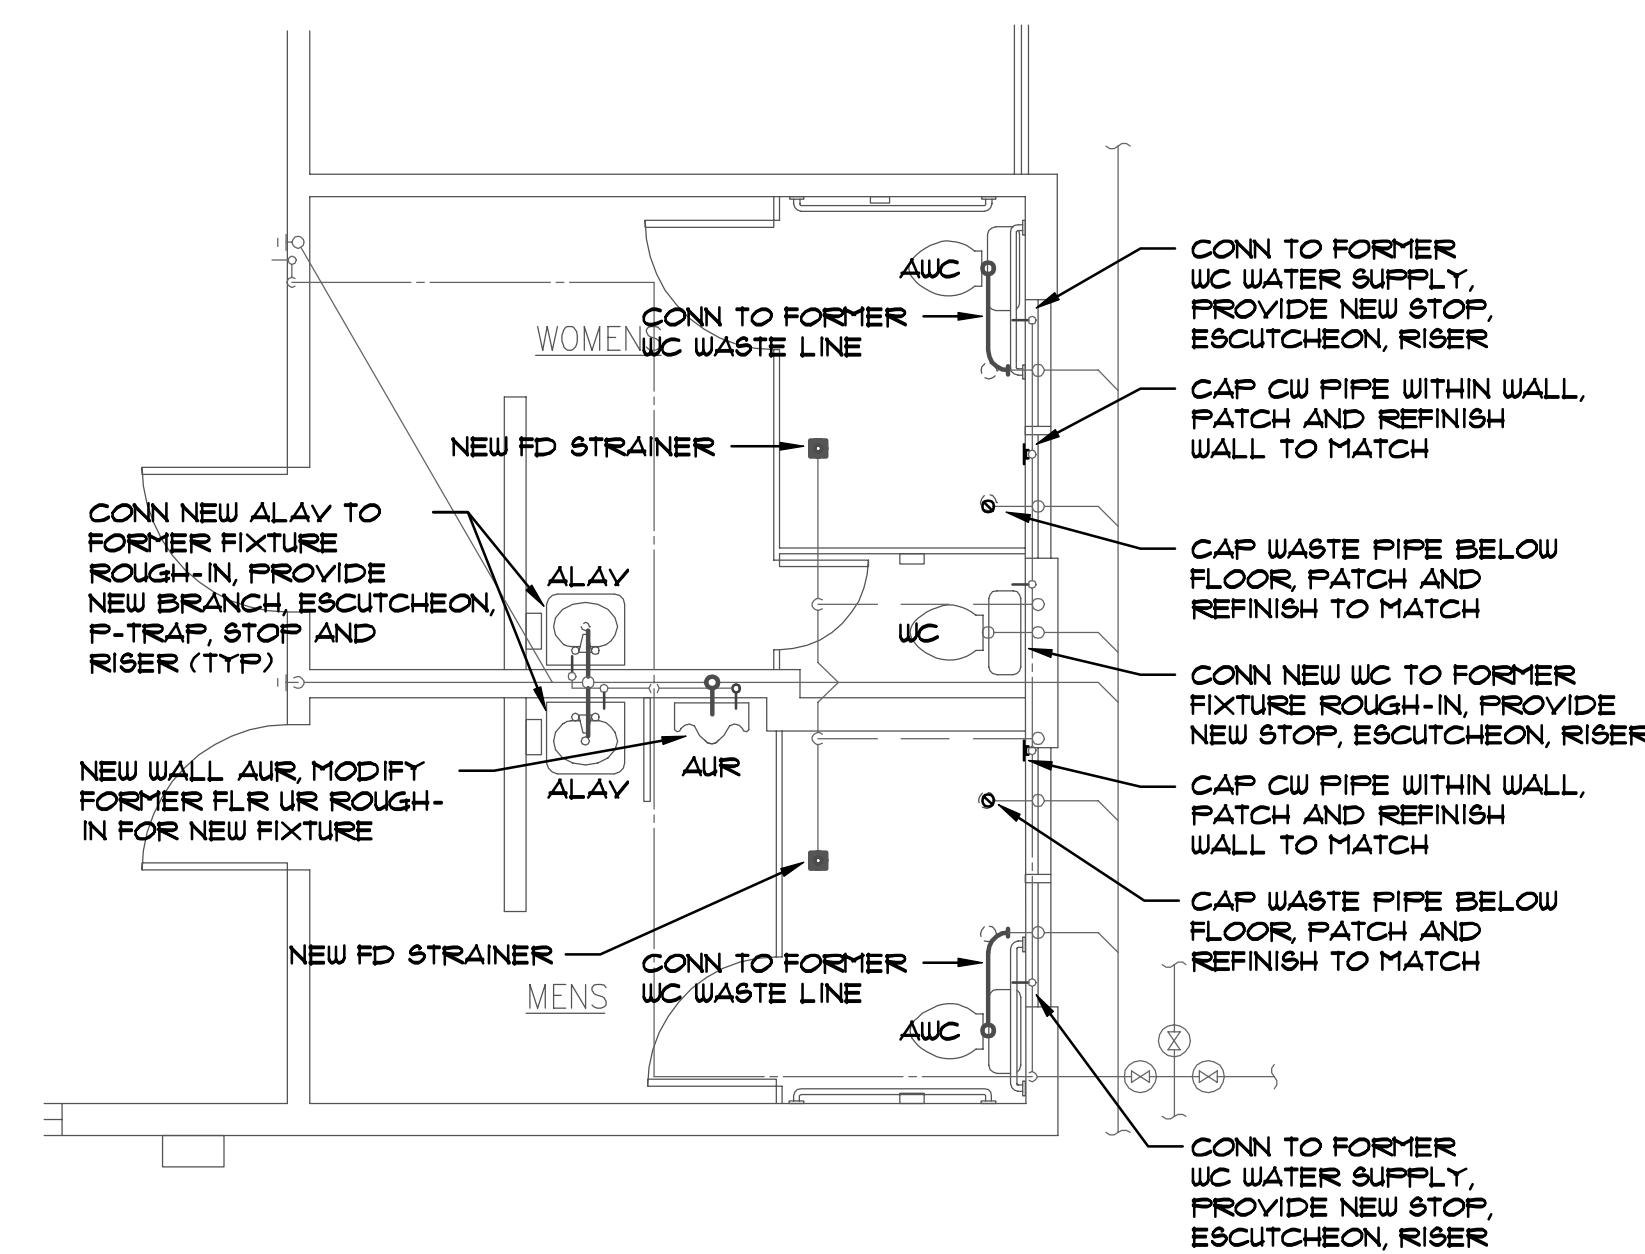 CONN TO FORMER
WC WATER SUPPLY,
PROVIDE NEW STOP,
ESCUTCHEON, RISER
AWC
CONN TO FORMER
WC WASTE LINE
WOMENS
CAP CW PIPE WITHIN WALL,
PATCH AND REFINISH
WALL TO MATCH
NEW FD STRAINER
CONN NEW ALAV TO
FORMER FIXTURE
ROUGH-IN, PROVIDE
NEW BRANCH, ESCUTCHEON,
P-TRAP, STOP AND
RISER (TYP)
ALAV
CAP WASTE PIPE BELOW
FLOOR, PATCH AND
REFINISH TO MATCH
WC
CONN NEW WC TO FORMER
FIXTURE ROUGH-IN, PROVIDE
NEW STOP, ESCUTCHEON, RISER
NEW WALL AUR, MODIFY
FORMER FLR UR ROUGH-
IN FOR NEW FIXTURE
ALAV
AUR
CAP CW PIPE WITHIN WALL,
PATCH AND REFINISH
WALL TO MATCH
CAP WASTE PIPE BELOW
FLOOR, PATCH AND
REFINISH TO MATCH
NEW FD STRAINER
CONN TO FORMER
WC WASTE LINE
MENS
AWC
CONN TO FORMER
WC WATER SUPPLY,
PROVIDE NEW STOP,
ESCUTCHEON, RISER